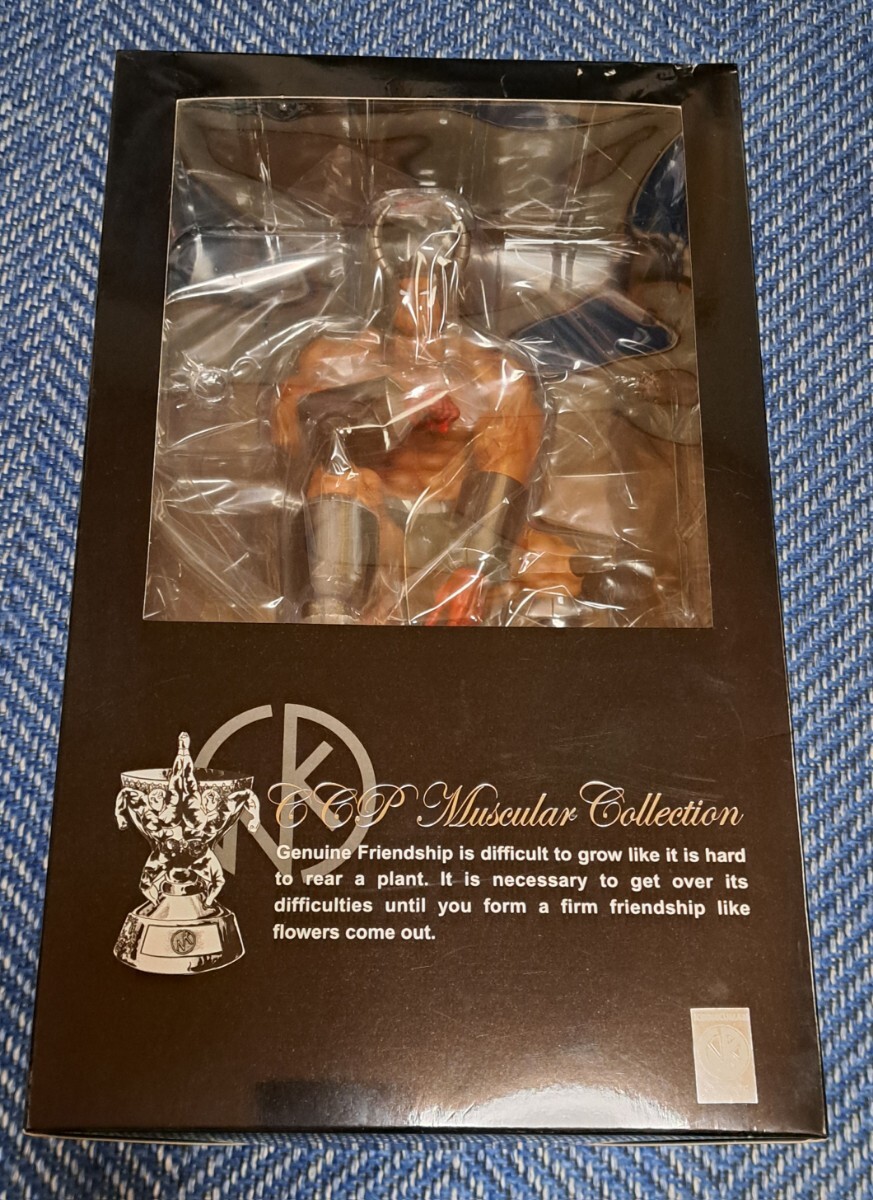 CCP Muscular Collection
Genuine Friendship is difficult to grow like it is hard
to rear a plant. It is necessary to get over its
difficulties until you form a firm friendship like
flowers come out.